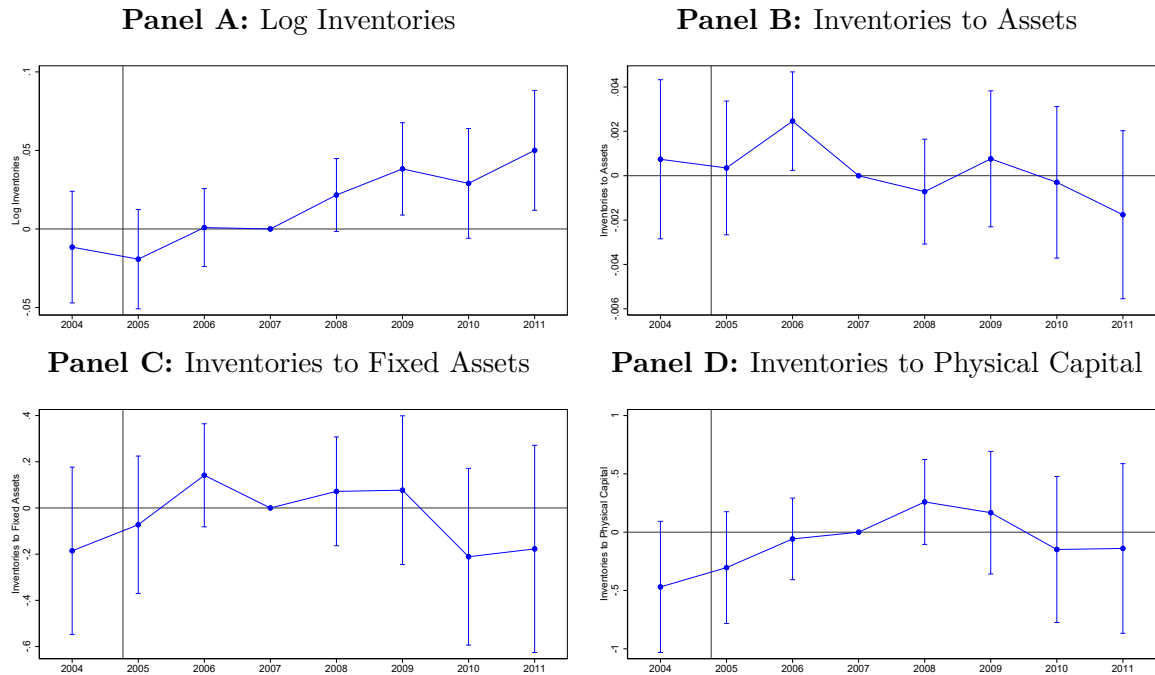 Panel A: Log Inventories
Log Inventories
.1
.05
0
-.05
2004 2005 2006 2007 2008 2009 2010 2011
Panel B: Inventories to Assets
Inventories to Assets
.004
.002
0
-.002
-.004
-.006
2004 2005 2006 2007 2008 2009 2010 2011
Panel C: Inventories to Fixed Assets
Inventories to Fixed Assets
.4
.2
0
-.2
-.4
-.6
2004 2005 2006 2007 2008 2009 2010 2011
Panel D: Inventories to Physical Capital
Inventories to Physical Capital
1
.5
0
-.5
-1
2004 2005 2006 2007 2008 2009 2010 2011